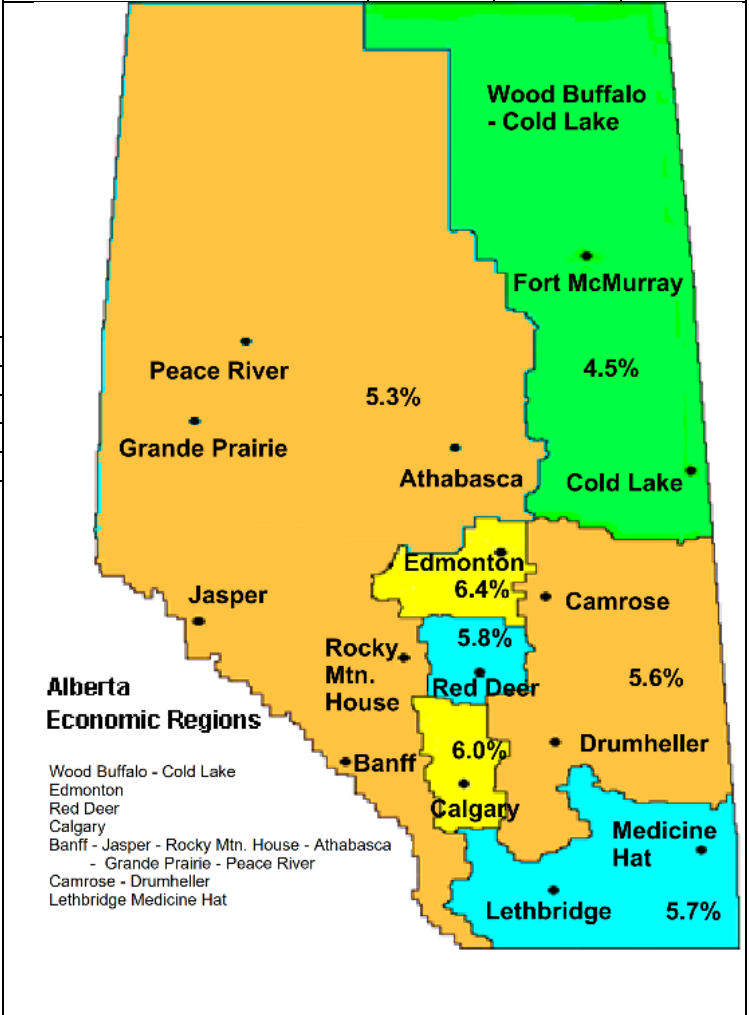 Wood Buffalo
- Cold Lake
Fort McMurray
4.5%
Peace River
5.3%
Grande Prairie
Athabasca
Cold Lake
Edmonton
6.4%
Jasper
Camrose
5.8%
Rocky
Mtn.
House
Red Deer
5.6%
Alberta
Economic Regions
6.0%
Drumheller
Banff
Calgary
Wood Buffalo - Cold Lake
Edmonton
Red Deer
Calgary
Banff - Jasper - Rocky Mtn. House - Athabasca
- Grande Prairie - Peace River
Camrose - Drumheller
Lethbridge Medicine Hat
Medicine
Hat
Lethbridge
5.7%